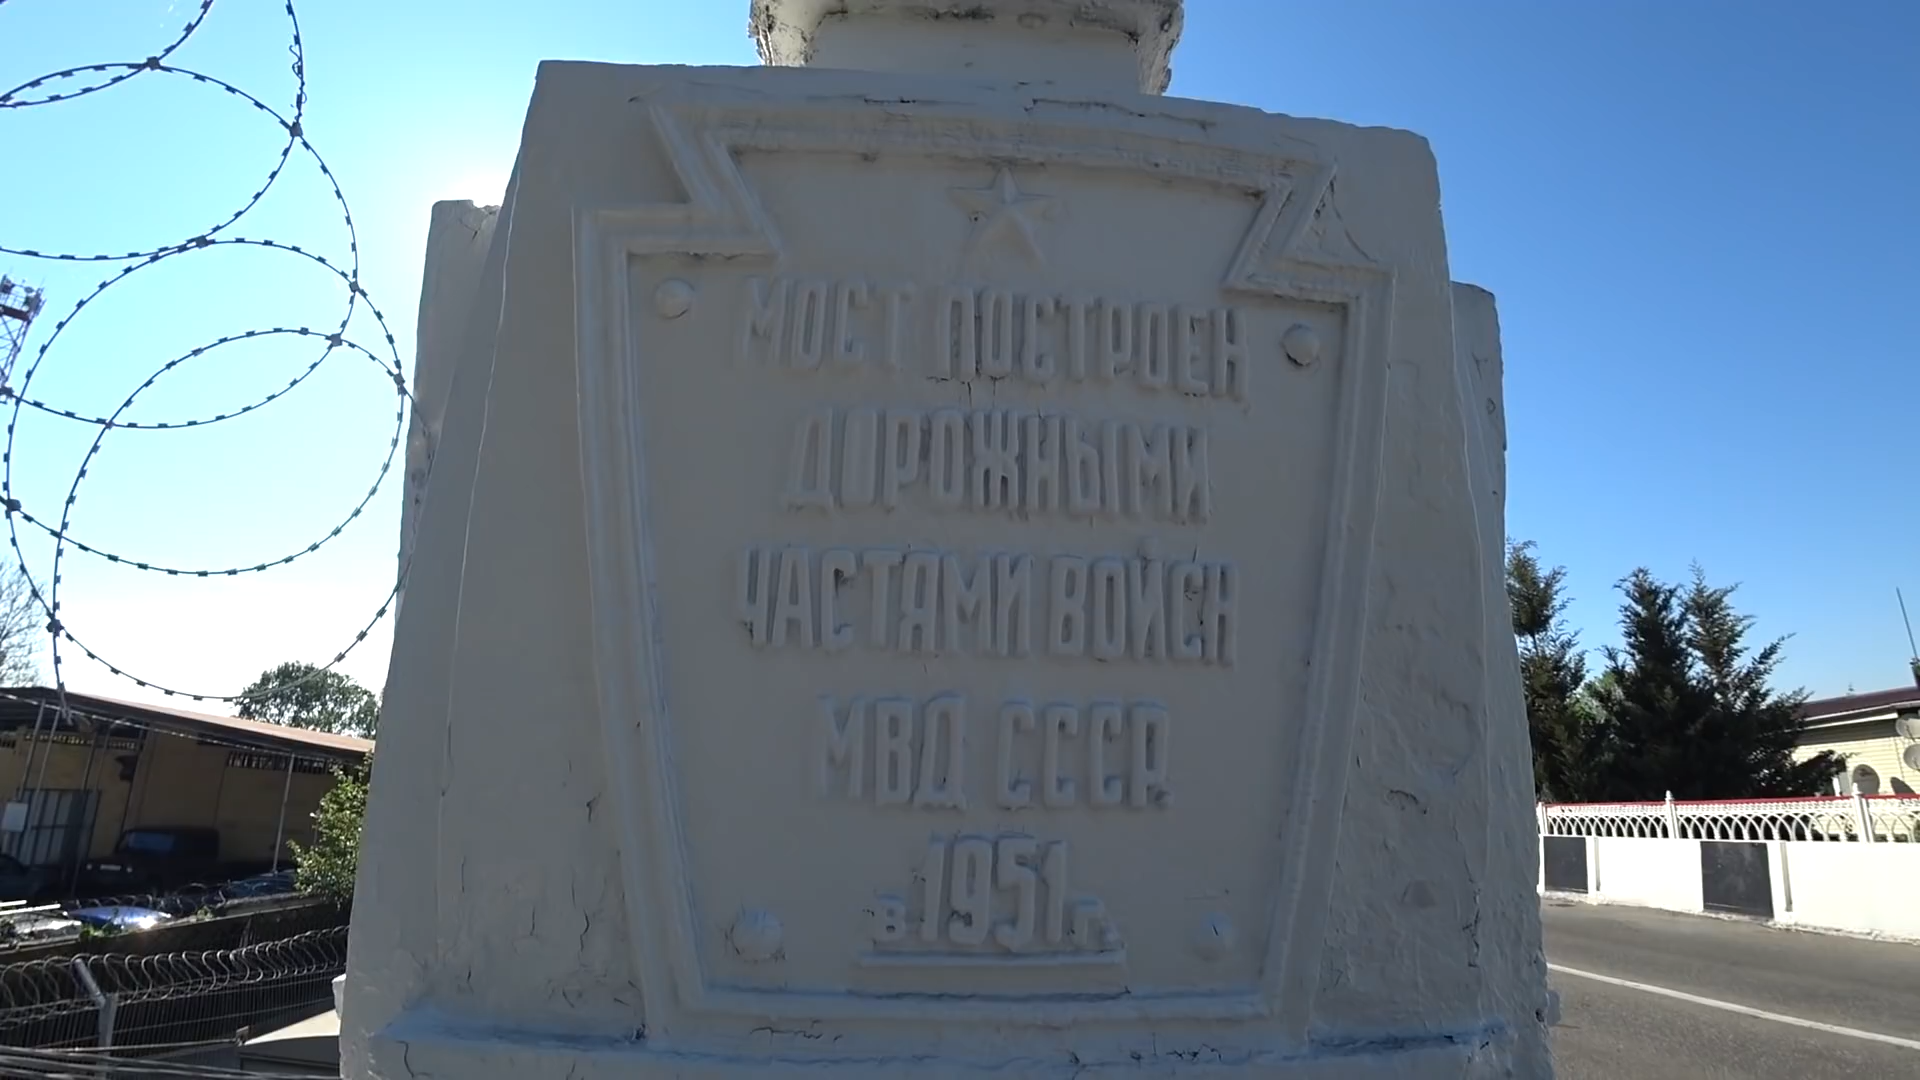 МОСТ ПОСТРОЕН
ДОРОЖНЫМИ
ЧАСТЯМИ ВОЙСК
МВД СССР.
в 1951 г.